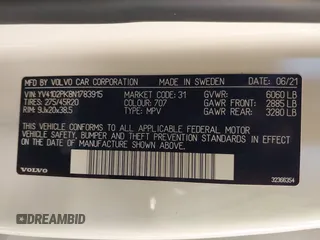 MFD BY VOLVO CAR CORPORATION MADE IN SWEDEN DATE 06/21
VIN: YV4102PK8N1783915 MARKET CODE: 31 GVWR: 6060 LB
TIRES: 275/45R20 COLOUR: 707 GAWR FRONT: 2885 LB
RIM: 9Jx20x38.5 TYPE: MPV GAWR REAR: 3280 LB
THIS VEHICLE CONFORMS TO ALL APPLICABLE U.S. FEDERAL MOTOR VEHICLE SAFETY, BUMPER AND THEFT PREVENTION STANDARDS IN EFFECT ON THE DATE OF MANUFACTURE SHOWN ABOVE
VOLVO
32366354
DREAMBID